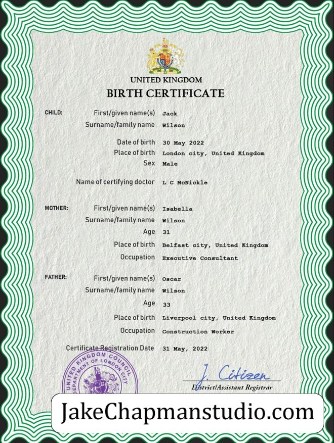 UNITED KINGDOM
BIRTH CERTIFICATE
CHILD: First/given name(s) Jack
Surname/family name Wilson
Date of birth 30 May 2022
Place of birth London city, United Kingdom
Sex Male
Name of certifying doctor L C McNickle
MOTHER: First/given name(s) Isabella
Surname/family name Wilson
Age 31
Place of birth Belfast city, United Kingdom
Occupation Executive Consultant
FATHER: First/given name(s) Oscar
Surname/family name Wilson
Age 33
Place of birth Liverpool city, United Kingdom
Occupation Construction Worker
Certificate Registration Date 31 May, 2022
UNITED KINGDOM COUNCIL
J. Citizen
District/Assistant Registrar
JakeChapmanstudio.com